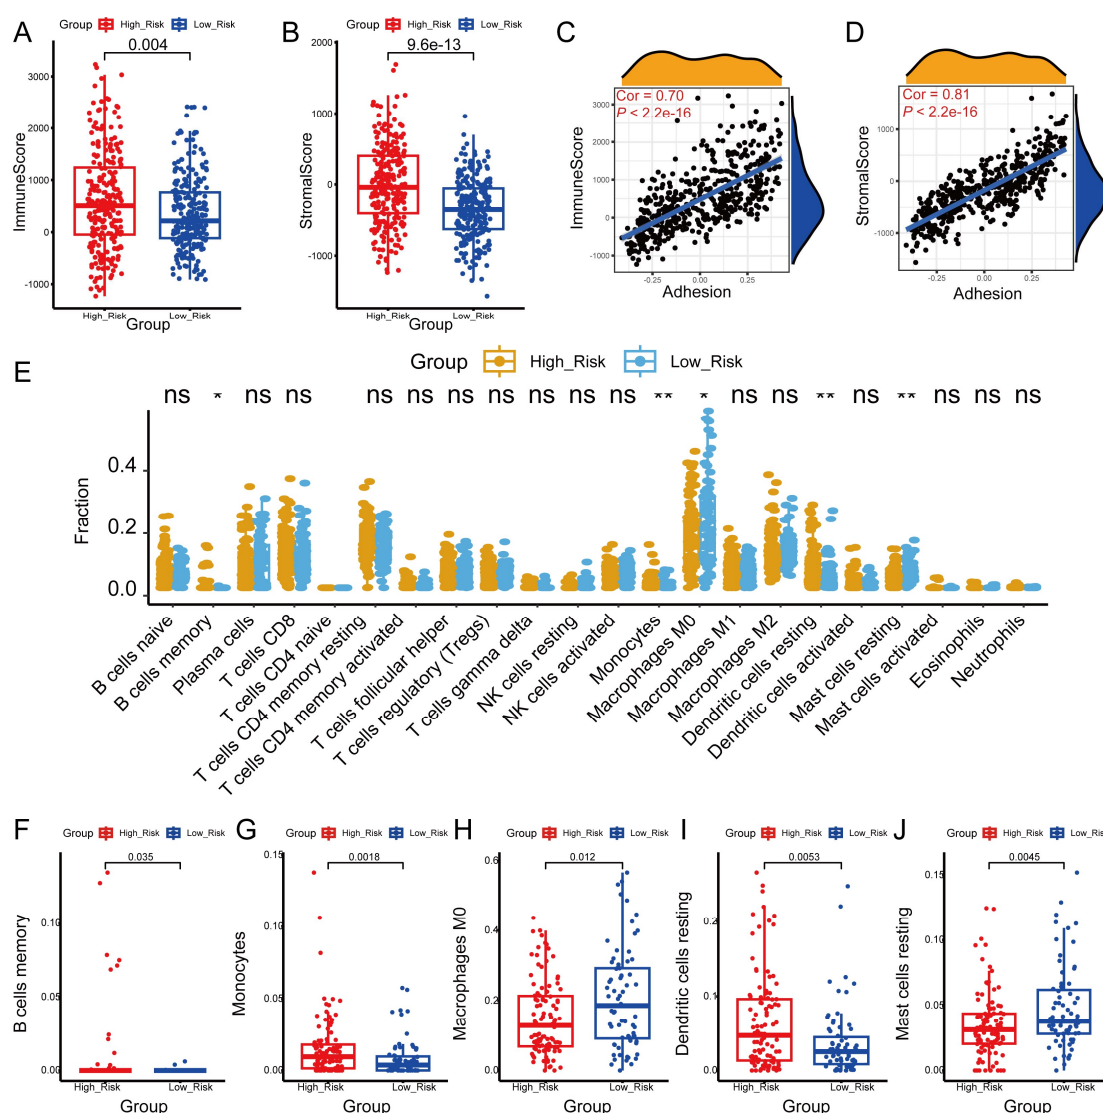 A
Group High_Risk Low_Risk
0.004
ImmuneScore
3000
2000
1000
0
-1000
High_Risk Low_Risk
Group
B
Group High_Risk Low_Risk
9.6e-13
StromalScore
2000
1000
0
-1000
High_Risk Low_Risk
Group
C
Cor = 0.70
P < 2.2e-16
ImmuneScore
3000
2000
1000
0
-1000
-0.25 0.00 0.25
Adhesion
D
Cor = 0.81
P < 2.2e-16
StromalScore
1000
0
-1000
-0.25 0.00 0.25
Adhesion
E
Group High_Risk Low_Risk
ns * ns ns ns ns ns ns ns ns ns ** * ns ns ** ns ** ns ns ns
Fraction
0.4
0.2
0.0
B cells naive
B cells memory
Plasma cells
T cells CD8
T cells CD4 naive
T cells CD4 memory resting
T cells CD4 memory activated
T cells follicular helper
T cells regulatory (Tregs)
T cells gamma delta
NK cells resting
NK cells activated
Monocytes
Macrophages M0
Macrophages M1
Macrophages M2
Dendritic cells resting
Dendritic cells activated
Mast cells resting
Mast cells activated
Eosinophils
Neutrophils
F
Group High_Risk Low_Risk
0.035
B cells memory
0.10
0.05
0.00
High_Risk Low_Risk
Group
G
Group High_Risk Low_Risk
0.0018
Monocytes
0.15
0.10
0.05
0.00
High_Risk Low_Risk
Group
H
Group High_Risk Low_Risk
0.012
Macrophages M0
0.6
0.4
0.2
0.0
High_Risk Low_Risk
Group
I
Group High_Risk Low_Risk
0.0053
Dendritic cells resting
0.2
0.1
0.0
High_Risk Low_Risk
Group
J
Group High_Risk Low_Ris
0.0045
Mast cells resting
0.15
0.10
0.05
0.00
High_Risk Low_Risk
Group